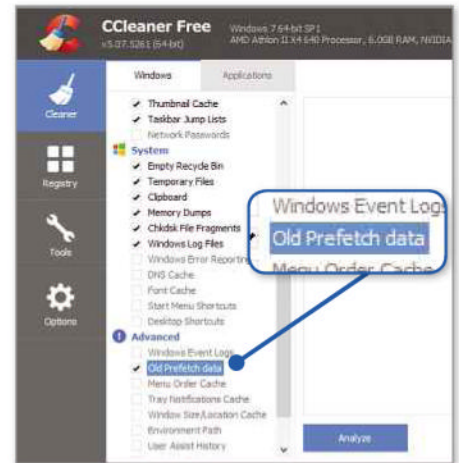 CCleaner Free
v5.07.5261 (64-bit)
Windows 7 64-bit SP1
AMD Athlon II X4 640 Processor, 6.0GB RAM, NVIDIA
Cleaner
Registry
Tools
Options
Windows
Applications
Thumbnail Cache
Taskbar Jump Lists
Network Passwords
System
Empty Recycle Bin
Temporary Files
Clipboard
Memory Dumps
Chkdsk File Fragments
Windows Log Files
Windows Error Reporting
DNS Cache
Font Cache
Start Menu Shortcuts
Desktop Shortcuts
Advanced
Windows Event Logs
Old Prefetch data
Menu Order Cache
Tray Notifications Cache
Window Size/Location Cache
Environment Path
User Assist History
Windows Event Logs
Old Prefetch data
Menu Order Cache
Analyze